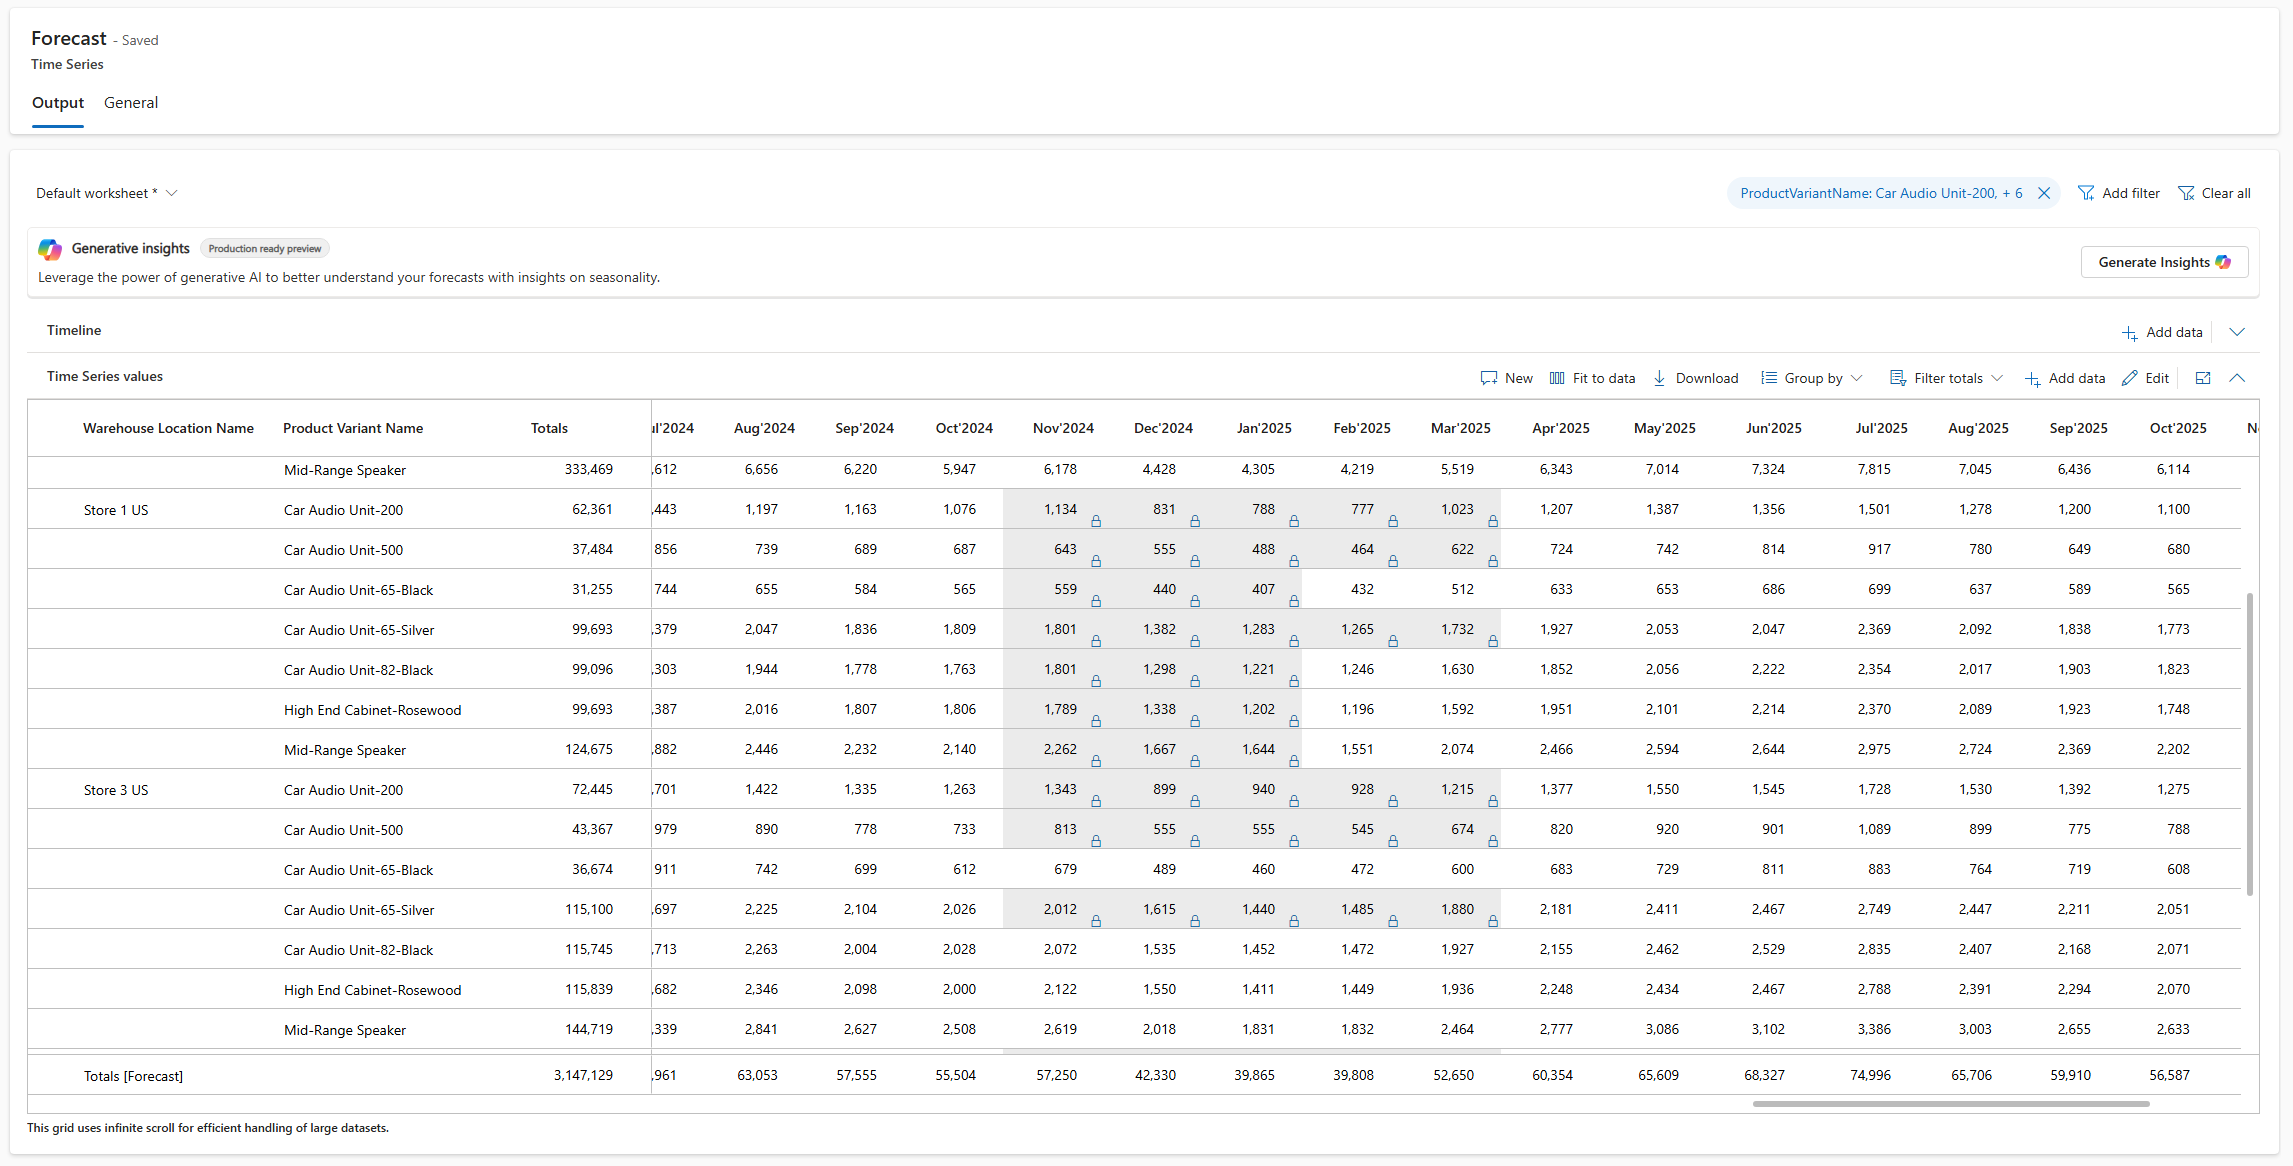 Forecast - Saved
Time Series
Output General
Default worksheet * ProductVariantName: Car Audio Unit-200, + 6 Add filter Clear all
Generative insights Production ready preview
Leverage the power of generative AI to better understand your forecasts with insights on seasonality.
Generate Insights
Timeline Add data
Time Series values New Fit to data Download Group by Filter totals Add data Edit
Warehouse Location Name Product Variant Name Totals ul'2024 Aug'2024 Sep'2024 Oct'2024 Nov'2024 Dec'2024 Jan'2025 Feb'2025 Mar'2025 Apr'2025 May'2025 Jun'2025 Jul'2025 Aug'2025 Sep'2025 Oct'2025 N
Mid-Range Speaker 333,469 ,612 6,656 6,220 5,947 6,178 4,428 4,305 4,219 5,519 6,343 7,014 7,324 7,815 7,045 6,436 6,114
Store 1 US Car Audio Unit-200 62,361 ,443 1,197 1,163 1,076 1,134 831 788 777 1,023 1,207 1,387 1,356 1,501 1,278 1,200 1,100
Car Audio Unit-500 37,484 856 739 689 687 643 555 488 464 622 724 742 814 917 780 649 680
Car Audio Unit-65-Black 31,255 744 655 584 565 559 440 407 432 512 633 653 686 699 637 589 565
Car Audio Unit-65-Silver 99,693 ,379 2,047 1,836 1,809 1,801 1,382 1,283 1,265 1,732 1,927 2,053 2,047 2,369 2,092 1,838 1,773
Car Audio Unit-82-Black 99,096 ,303 1,944 1,778 1,763 1,801 1,298 1,221 1,246 1,630 1,852 2,056 2,222 2,354 2,017 1,903 1,823
High End Cabinet-Rosewood 99,693 ,387 2,016 1,807 1,806 1,789 1,338 1,202 1,196 1,592 1,951 2,101 2,214 2,370 2,089 1,923 1,748
Mid-Range Speaker 124,675 ,882 2,446 2,232 2,140 2,262 1,667 1,644 1,551 2,074 2,466 2,594 2,644 2,975 2,724 2,369 2,202
Store 3 US Car Audio Unit-200 72,445 ,701 1,422 1,335 1,263 1,343 899 940 928 1,215 1,377 1,550 1,545 1,728 1,530 1,392 1,275
Car Audio Unit-500 43,367 979 890 778 733 813 555 555 545 674 820 920 901 1,089 899 775 788
Car Audio Unit-65-Black 36,674 911 742 699 612 679 489 460 472 600 683 729 811 883 764 719 608
Car Audio Unit-65-Silver 115,100 ,697 2,225 2,104 2,026 2,012 1,615 1,440 1,485 1,880 2,181 2,411 2,467 2,749 2,447 2,211 2,051
Car Audio Unit-82-Black 115,745 ,713 2,263 2,004 2,028 2,072 1,535 1,452 1,472 1,927 2,155 2,462 2,529 2,835 2,407 2,168 2,071
High End Cabinet-Rosewood 115,839 ,682 2,346 2,098 2,000 2,122 1,550 1,411 1,449 1,936 2,248 2,434 2,467 2,788 2,391 2,294 2,070
Mid-Range Speaker 144,719 ,339 2,841 2,627 2,508 2,619 2,018 1,831 1,832 2,464 2,777 3,086 3,102 3,386 3,003 2,655 2,633
Totals [Forecast] 3,147,129 ,961 63,053 57,555 55,504 57,250 42,330 39,865 39,808 52,650 60,354 65,609 68,327 74,996 65,706 59,910 56,587
This grid uses infinite scroll for efficient handling of large datasets.